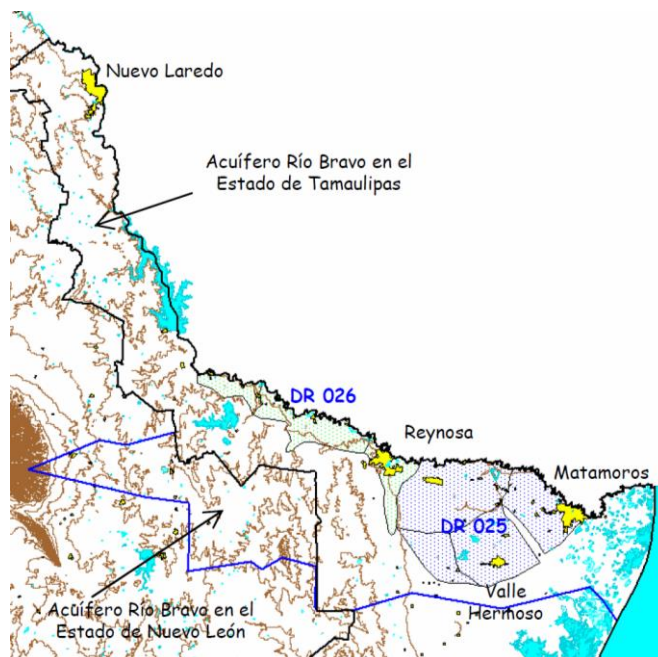 Nuevo Laredo
Acuífero Río Bravo en el
Estado de Tamaulipas
DR 026
Reynosa
Matamoros
DR 025
Valle
Hermoso
Acuífero Río Bravo en el
Estado de Nuevo León